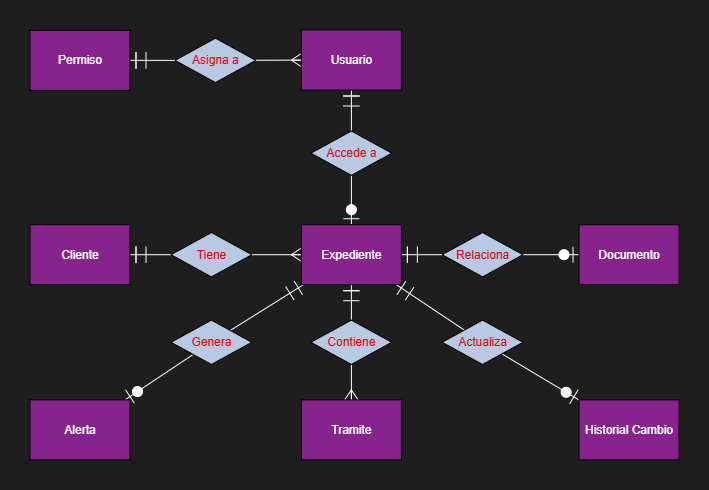 Permiso
Asigna a
Usuario
Accede a
Cliente
Tiene
Expediente
Relaciona
Documento
Genera
Contiene
Actualiza
Alerta
Tramite
Historial Cambio